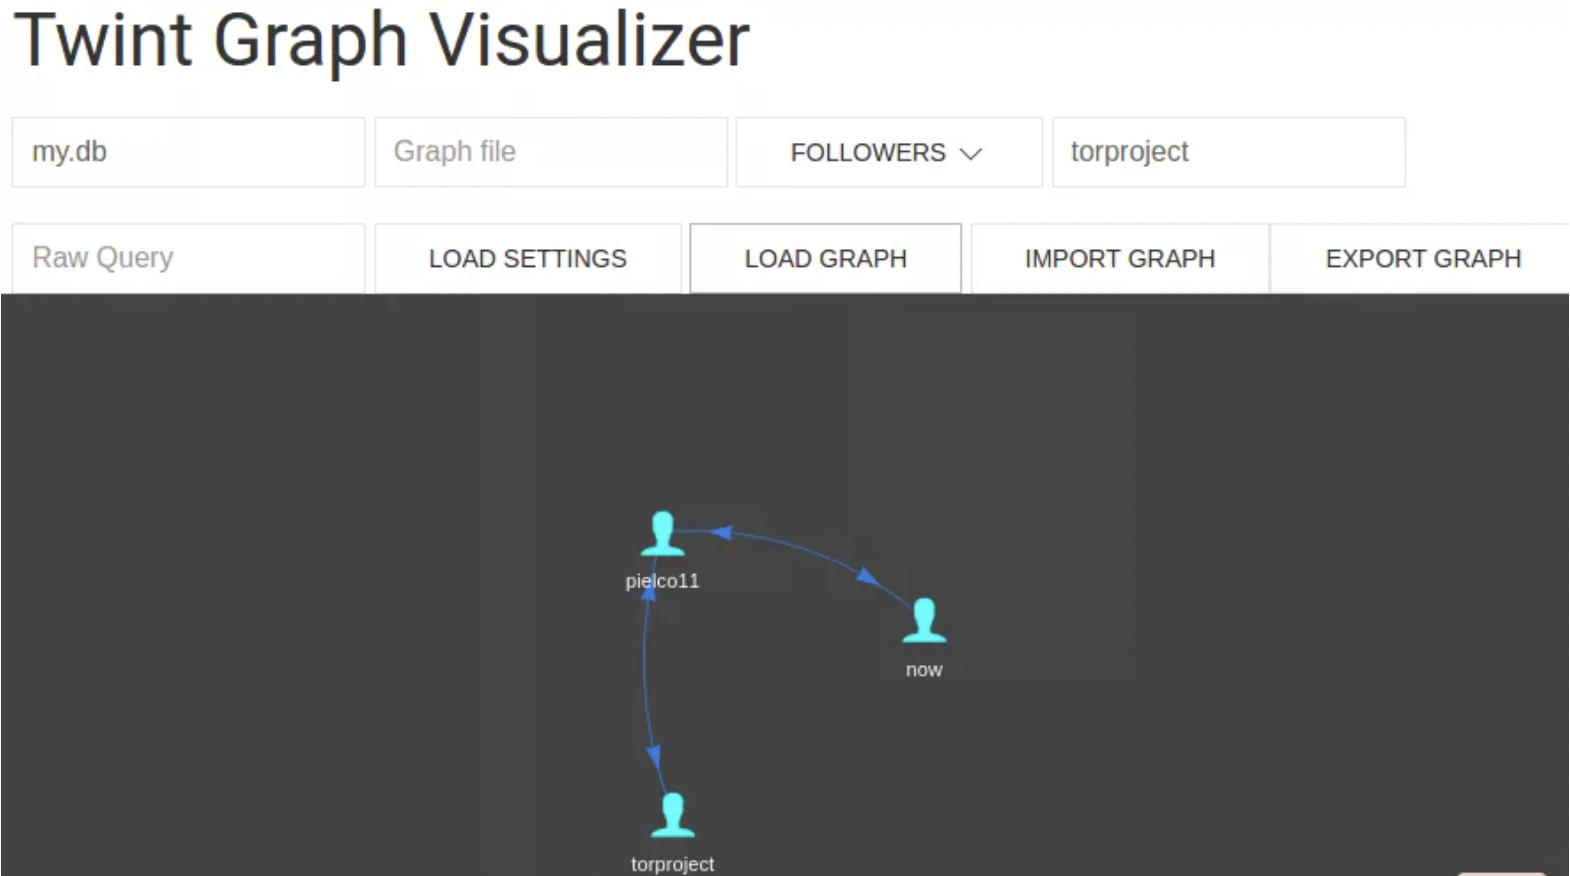 Twint Graph Visualizer
my.db Graph file FOLLOWERS torproject
Raw Query LOAD SETTINGS LOAD GRAPH IMPORT GRAPH EXPORT GRAPH
pielco11
now
torproject